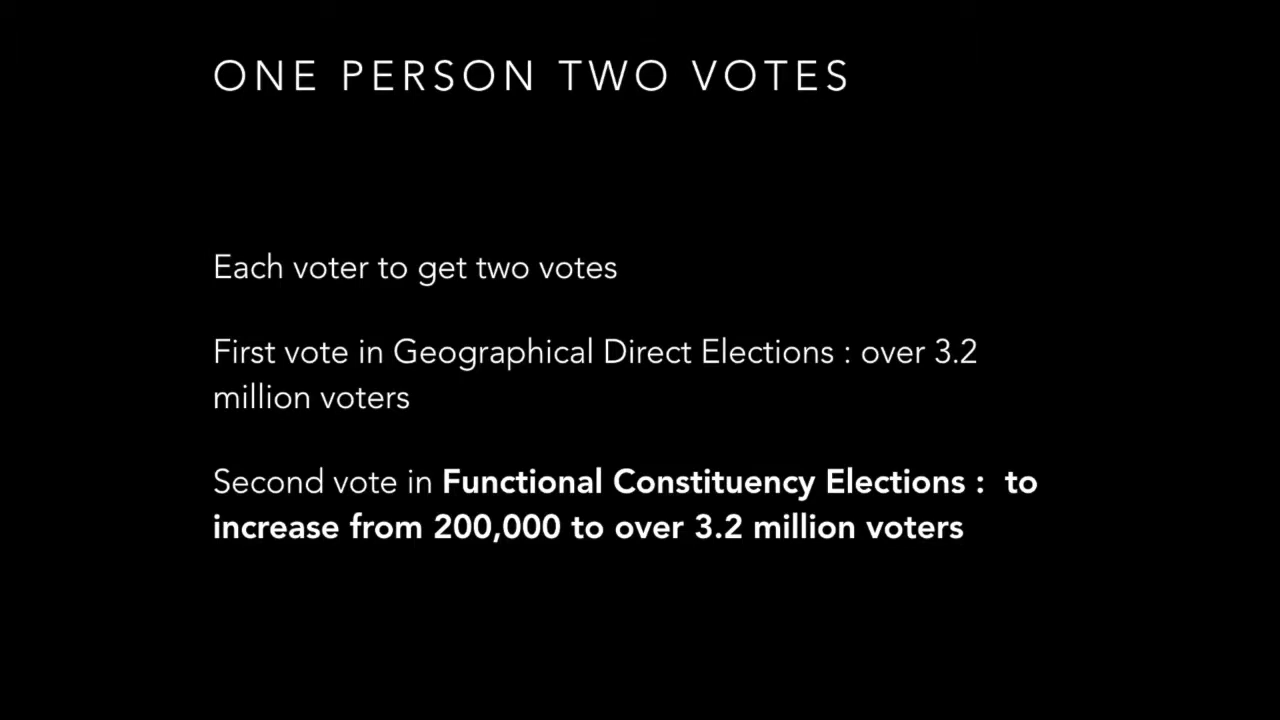 ONE PERSON TWO VOTES
Each voter to get two votes
First vote in Geographical Direct Elections : over 3.2
million voters
Second vote in Functional Constituency Elections :  to
increase from 200,000 to over 3.2 million voters